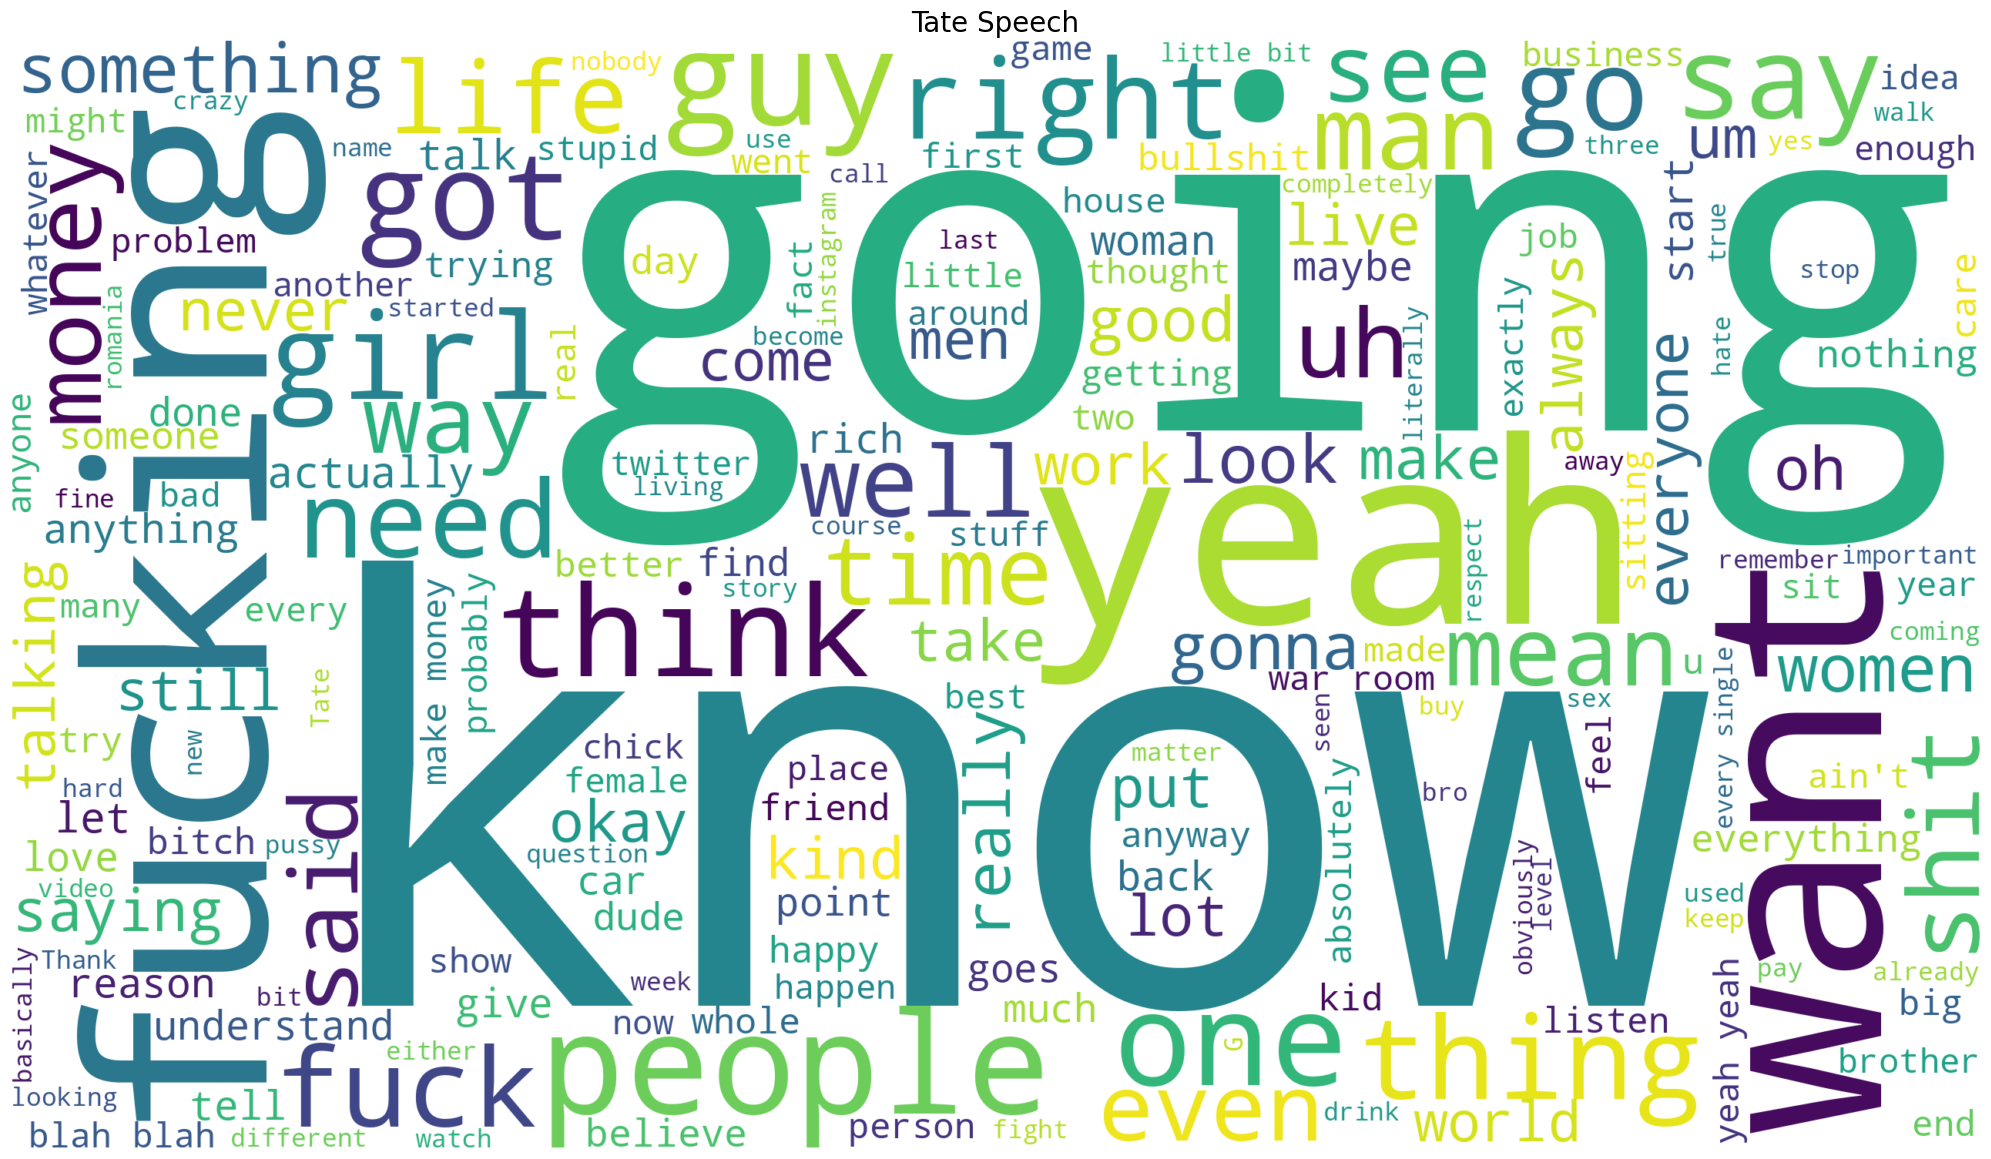 Tate Speech
something
life
nobody
guy
right
game
little bit
see
go
business
say
idea
might
crazy
name
talk
stupid
use
went
call
first
bullshit
man
three
um
yes
walk
enough
whatever
money
problem
fucking
got
going
day
fact
instagram
last
little
around
men
house
woman
thought
good
completely
live
maybe
job
start
true
stop
care
another
trying
romania
never
started
girl
real
become
come
getting
two
uh
literally
exactly
always
everyone
hate
nothing
anyone
done
someone
way
actually
twitter
living
rich
well
work
look
make
away
oh
fine
bad
anything
need
better
find
course
stuff
time
yeah
respect
sitting
remember
important
sit
year
talking
many
every
make money
probably
think
story
take
gonna
made
mean
u
women
coming
still
Tate
know
war room
best
really
seen
buy
sex
feel
every single
want
try
new
hard
let
said
chick
female
okay
place
friend
matter
put
bro
ain't
shit
bitch
pussy
love
video
saying
question
car
dude
kind
point
anyway
back
lot
absolutely
obviously
level
everything
used
keep
basically
Thank
reason
bit
show
give
week
happy
happen
goes
kid
pay
already
understand
now
whole
much
one
G
listen
big
yeah yeah
looking
tell
either
fuck
people
even
thing
brother
blah blah
different
watch
believe
person
fight
drink
world
end